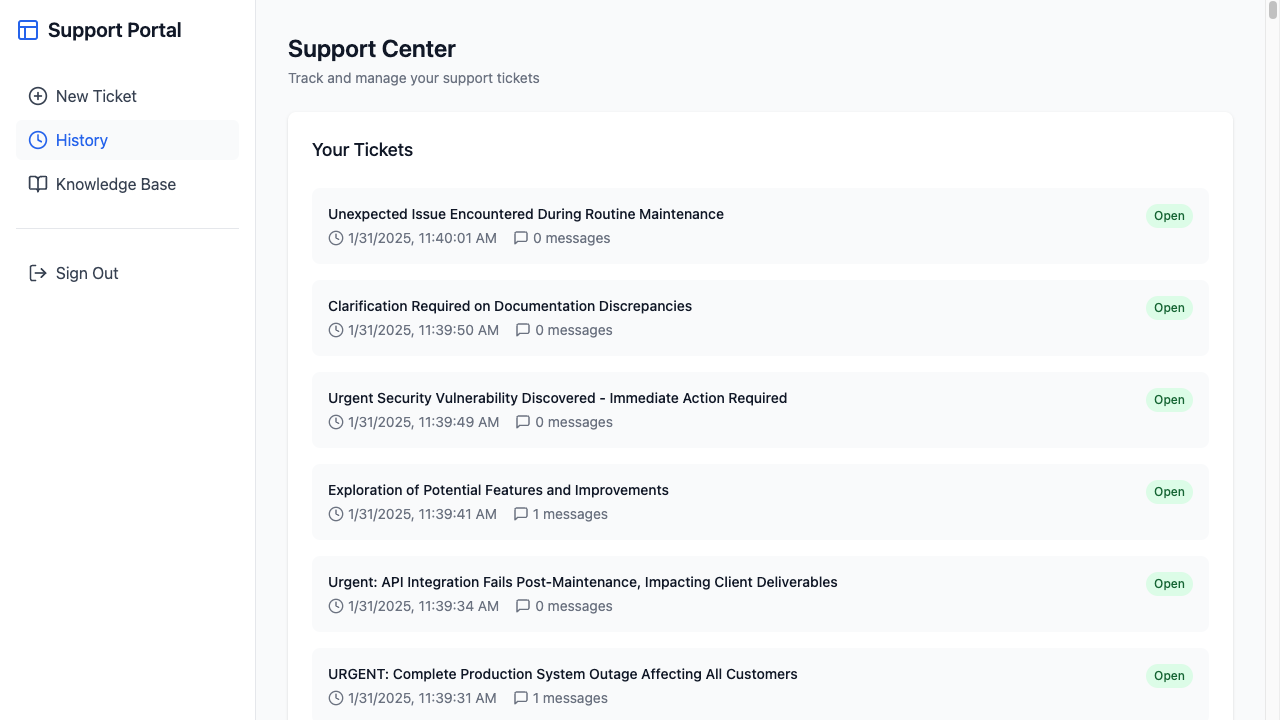 Support Portal
New Ticket
History
Knowledge Base
Sign Out
Support Center
Track and manage your support tickets
Your Tickets
Unexpected Issue Encountered During Routine Maintenance
Open
1/31/2025, 11:40:01 AM 0 messages
Clarification Required on Documentation Discrepancies
Open
1/31/2025, 11:39:50 AM 0 messages
Urgent Security Vulnerability Discovered - Immediate Action Required
Open
1/31/2025, 11:39:49 AM 0 messages
Exploration of Potential Features and Improvements
Open
1/31/2025, 11:39:41 AM 1 messages
Urgent: API Integration Fails Post-Maintenance, Impacting Client Deliverables
Open
1/31/2025, 11:39:34 AM 0 messages
URGENT: Complete Production System Outage Affecting All Customers
Open
1/31/2025, 11:39:31 AM 1 messages